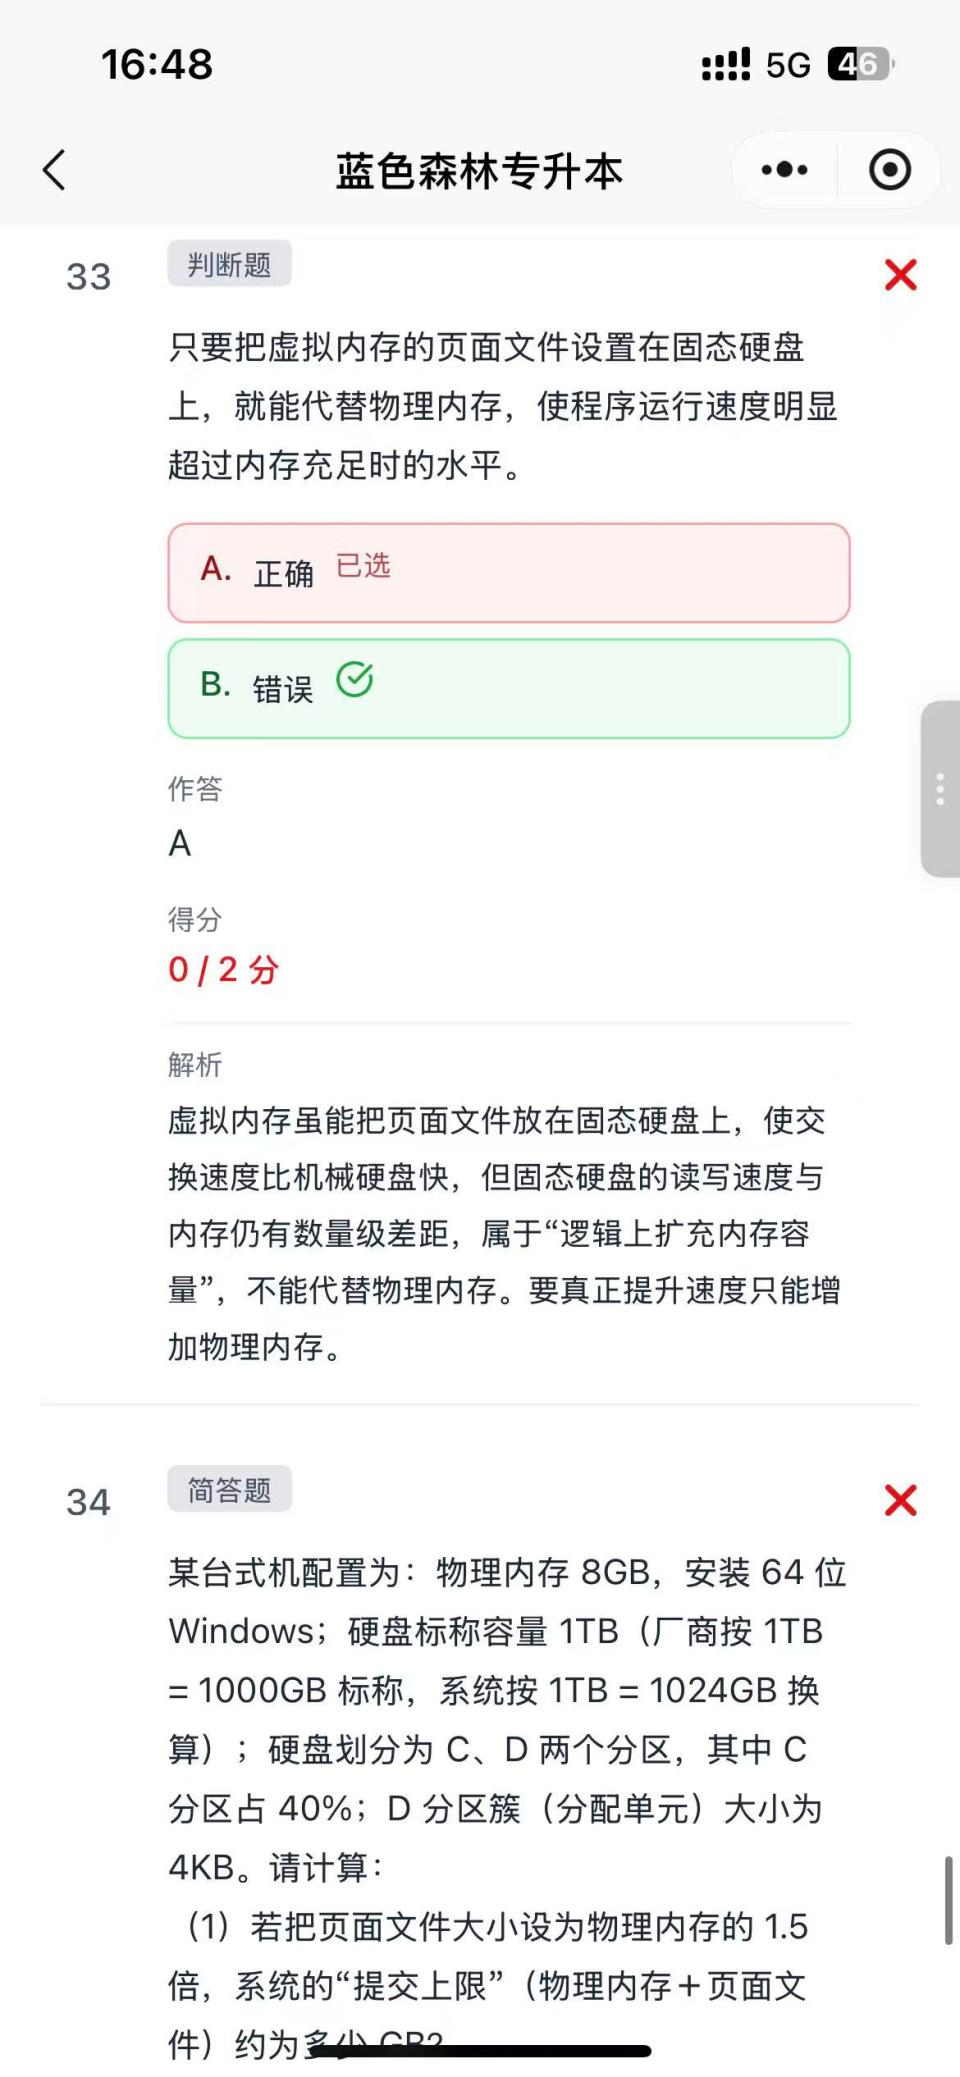 16:48
5G
46
蓝色森林专升本
33
判断题
只要把虚拟内存的页面文件设置在固态硬盘
上，就能代替物理内存，使程序运行速度明显
超过内存充足时的水平。
A. 正确 已选
B. 错误
作答
A
得分
0 / 2 分
解析
虚拟内存虽能把页面文件放在固态硬盘上，使交
换速度比机械硬盘快，但固态硬盘的读写速度与
内存仍有数量级差距，属于“逻辑上扩充内存容
量”，不能代替物理内存。要真正提升速度只能增
加物理内存。
34
简答题
某台式机配置为：物理内存 8GB，安装 64 位
Windows；硬盘标称容量 1TB（厂商按 1TB
= 1000GB 标称，系统按 1TB = 1024GB 换
算）；硬盘划分为 C、D 两个分区，其中 C
分区占 40%；D 分区簇（分配单元）大小为
4KB。请计算：
（1）若把页面文件大小设为物理内存的 1.5
倍，系统的“提交上限”（物理内存＋页面文
件）约为多少 GB？